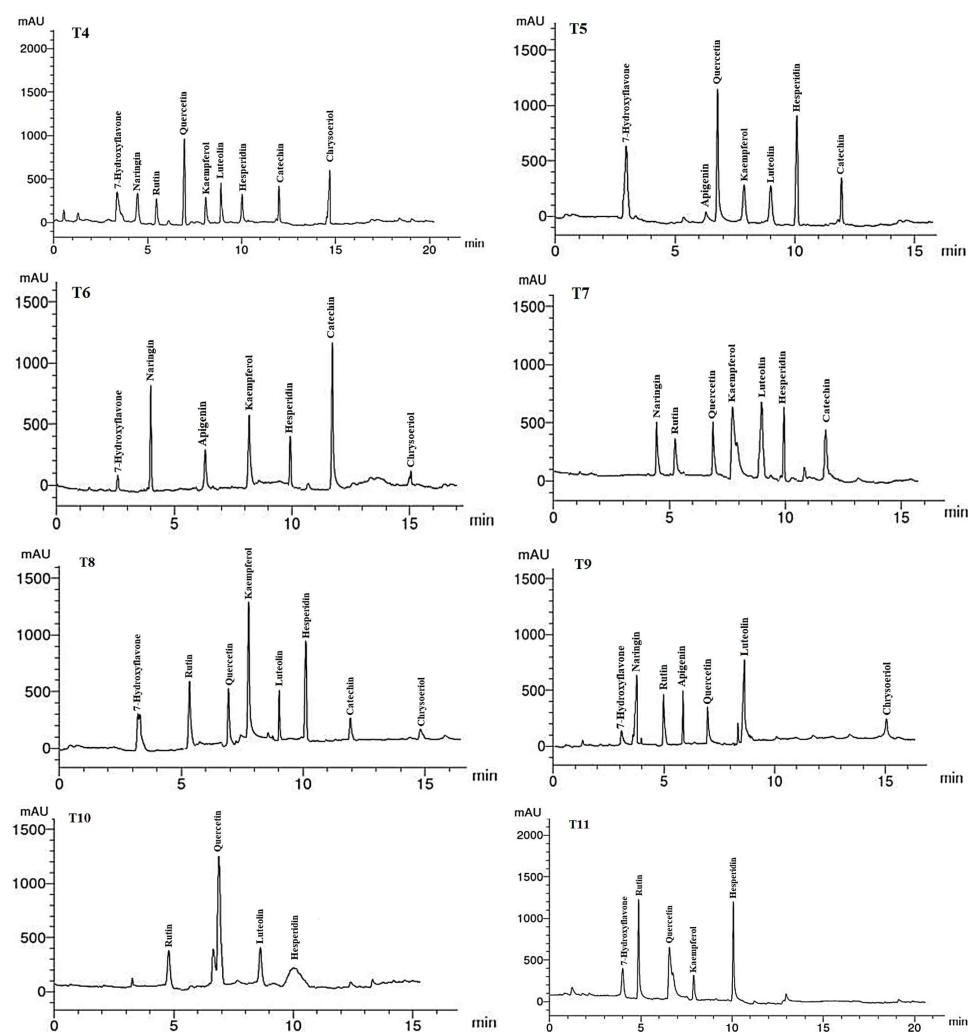 mAU
T4
2000
1500
1000
500
0
7-Hydroxyflavone
Naringin
Rutin
Quercetin
Kaempferol
Luteolin
Hesperidin
Catechin
Chrysoeriol
5
10
15
20
min
mAU
T5
1500
1000
500
0
7-Hydroxyflavone
Apigenin
Quercetin
Kaempferol
Luteolin
Hesperidin
Catechin
0
5
10
15
min
mAU
T6
1500
1000
500
0
7-Hydroxyflavone
Naringin
Apigenin
Kaempferol
Hesperidin
Catechin
Chrysoeriol
0
5
10
15
min
mAU
T7
1500
1000
500
0
Naringin
Rutin
Quercetin
Kaempferol
Luteolin
Hesperidin
Catechin
0
5
10
15
min
mAU
T8
1500
1000
500
0
7-Hydroxyflavone
Rutin
Quercetin
Kaempferol
Luteolin
Hesperidin
Catechin
Chrysoeriol
0
5
10
15
min
mAU
T9
1500
1000
500
0
7-Hydroxyflavone
Naringin
Rutin
Apigenin
Quercetin
Luteolin
Chrysoeriol
0
5
10
15
min
mAU
T10
1500
1000
500
0
Rutin
Quercetin
Luteolin
Hesperidin
0
5
10
15
min
mAU
T11
2000
1500
1000
500
0
7-Hydroxyflavone
Rutin
Quercetin
Kaempferol
Hesperidin
0
5
10
15
20
min